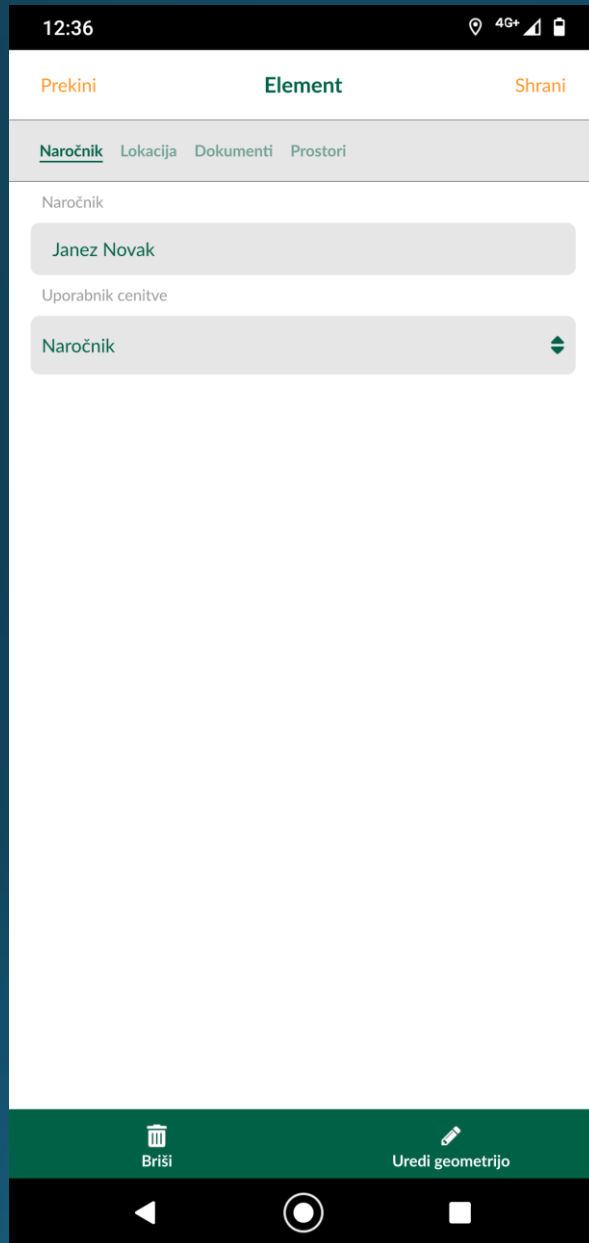 12:36 4G+
Prekini Element Shrani
Naročnik Lokacija Dokumenti Prostori
Naročnik
Janez Novak
Uporabnik cenitve
Naročnik
Briši Uredi geometrijo